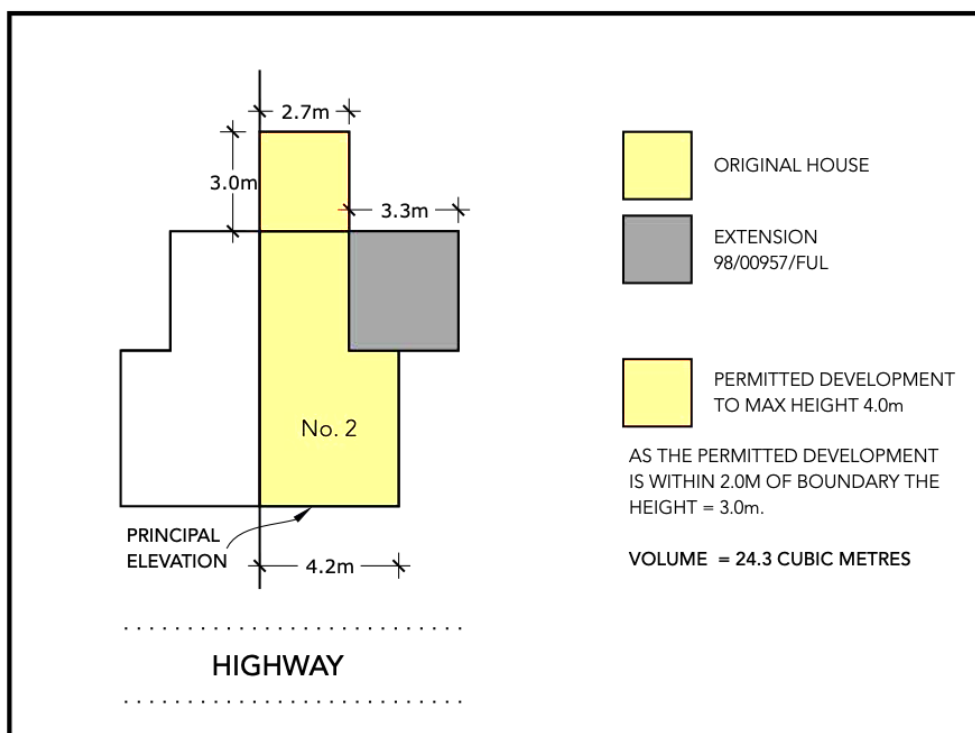 2.7m
3.0m
3.3m
No. 2
PRINCIPAL
ELEVATION
4.2m
HIGHWAY
ORIGINAL HOUSE
EXTENSION
98/00957/FUL
PERMITTED DEVELOPMENT
TO MAX HEIGHT 4.0m
AS THE PERMITTED DEVELOPMENT
IS WITHIN 2.0M OF BOUNDARY THE
HEIGHT = 3.0m.
VOLUME = 24.3 CUBIC METRES